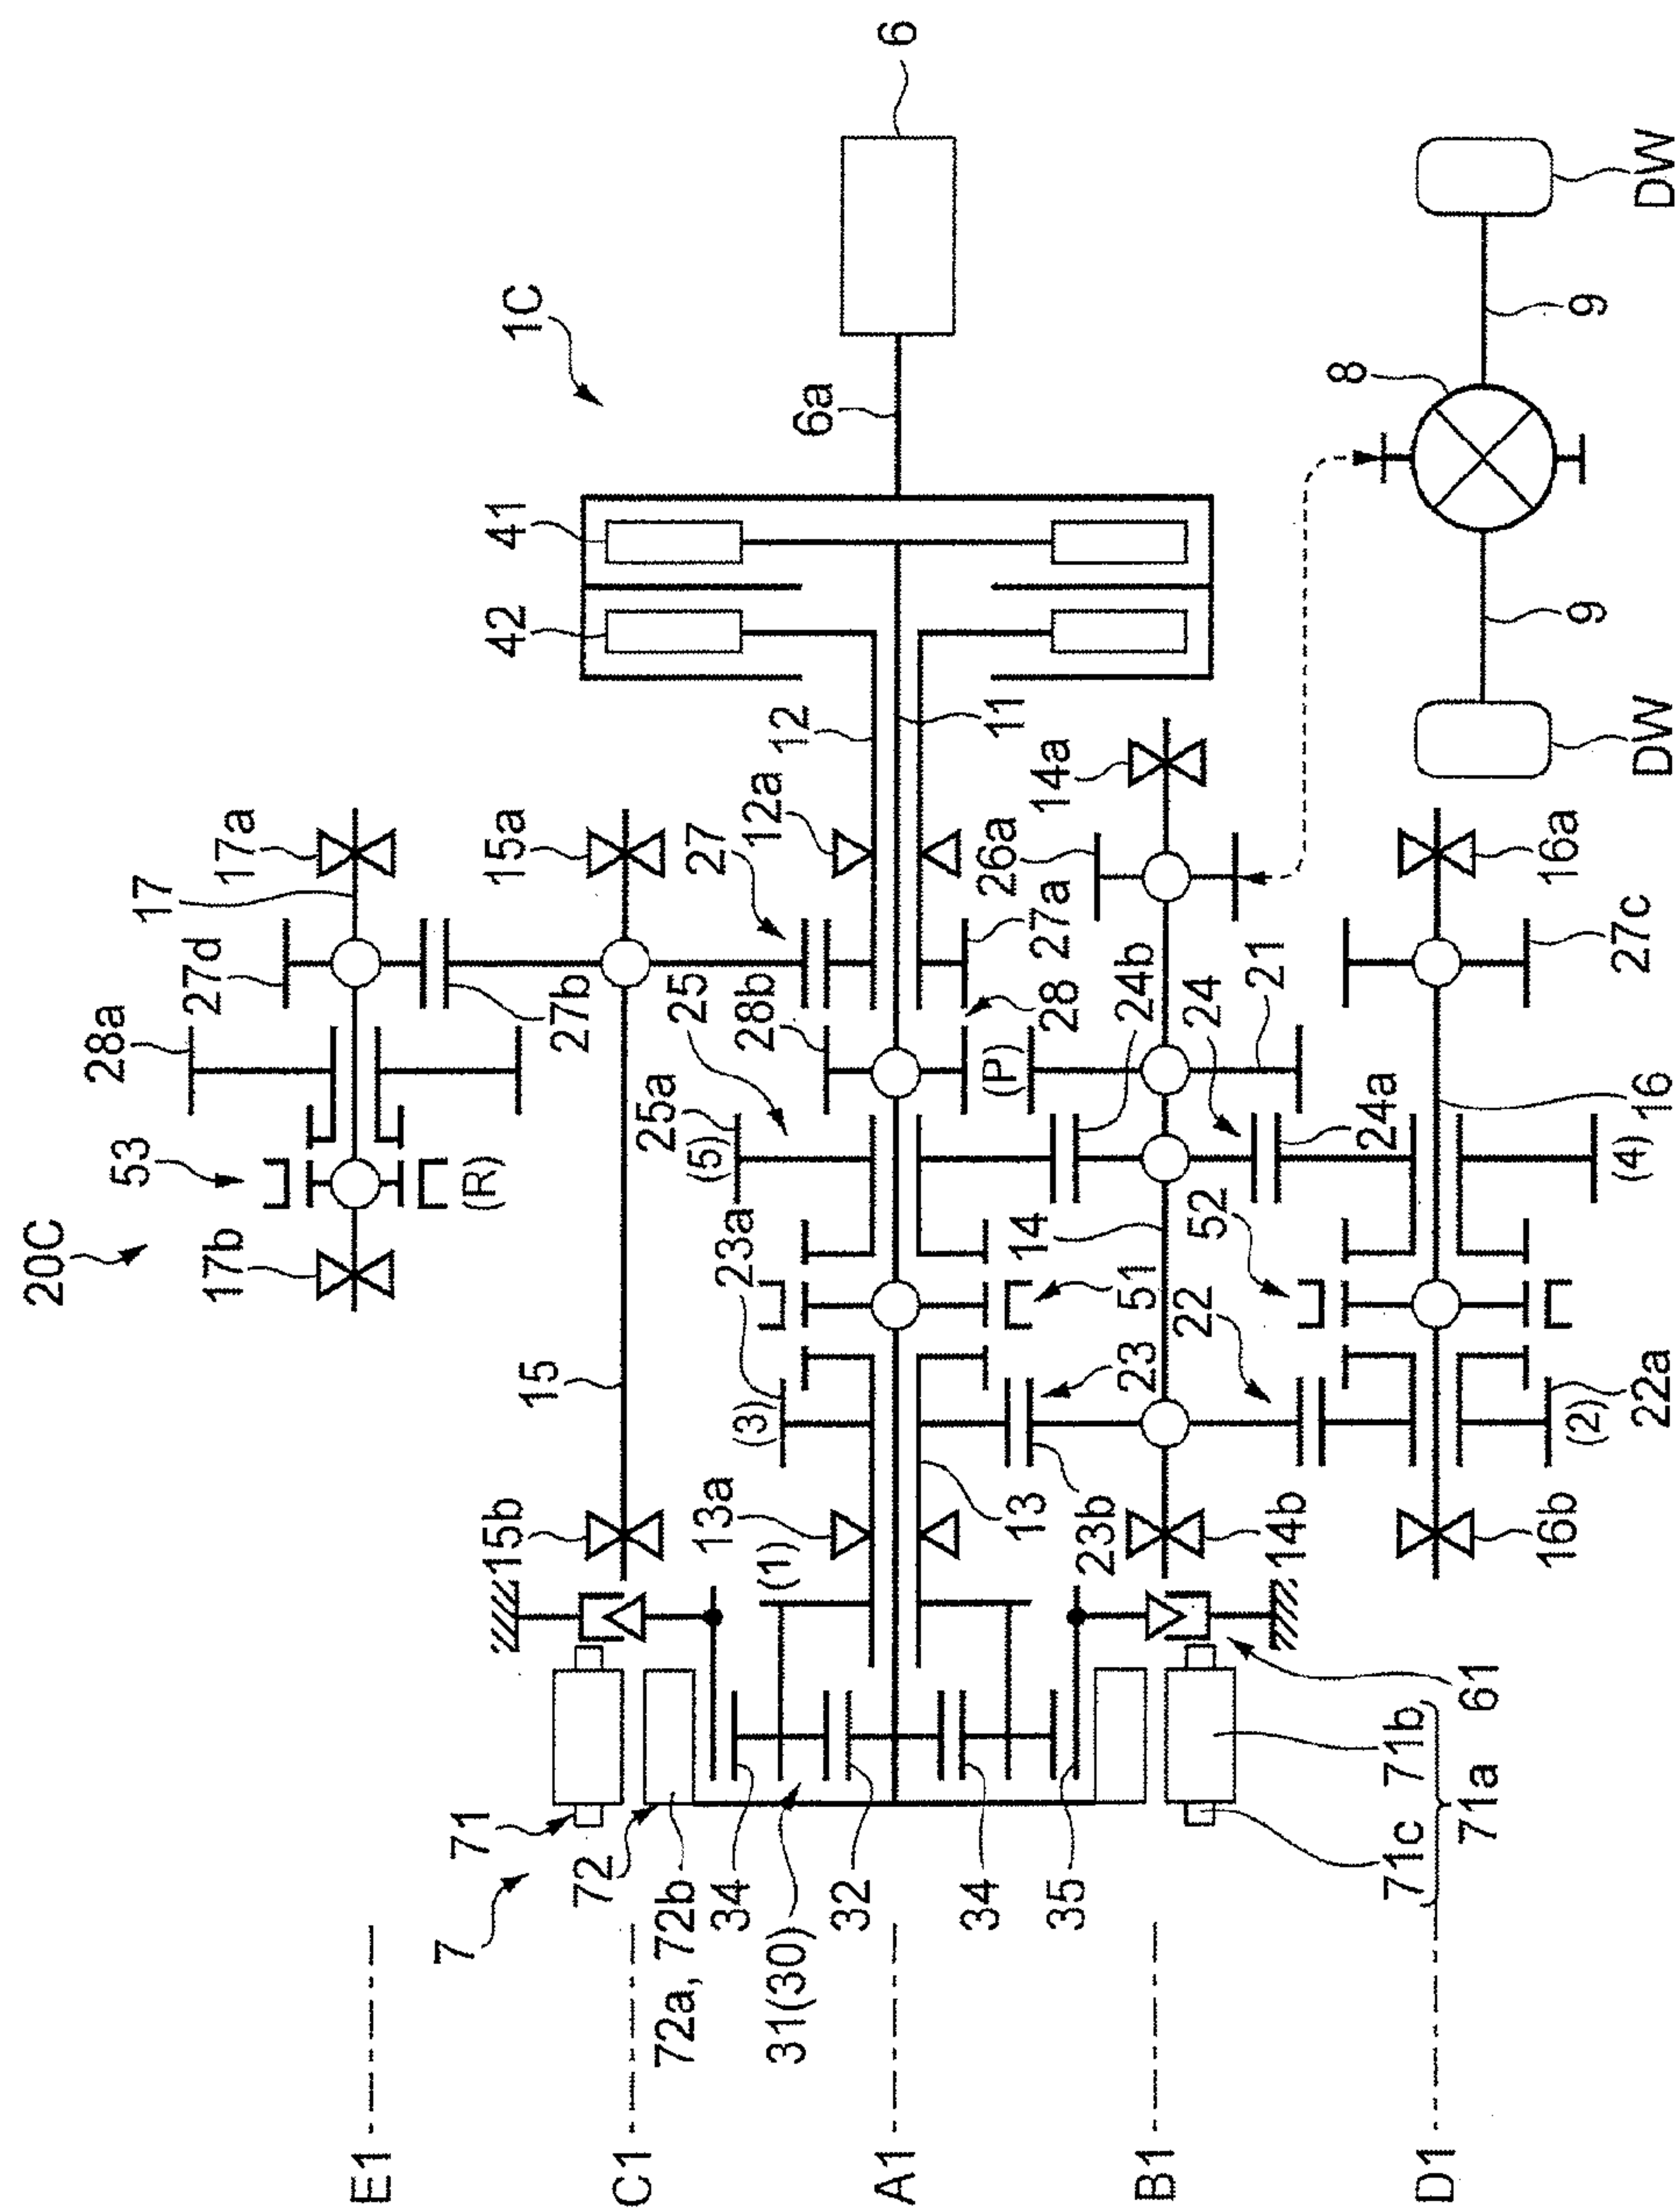 20C
53
28a
27d
17
17a
17b
(R)
27b
15a
15
15b
1C
6
6a
41
42
12
12a
11
27
27a
28b
28
25
25a
(5)
(P)
23a
(3)
51
13a
13
(1)
23
23b
14
14a
14b
26a
24b
24
24a
21
22
22a
(2)
52
(4)
16
16a
16b
27c
8
9
9
DW
DW
61
7
71
72
72a, 72b
34
31(30)
32
34
35
71c
71b
71a
E1
C1
A1
B1
D1